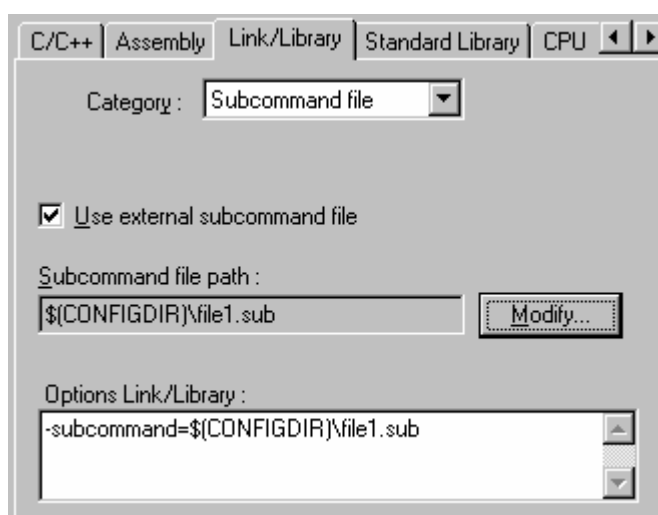 C/C++ Assembly Link/Library Standard Library CPU
Category : Subcommand file
Use external subcommand file
Subcommand file path :
$(CONFIGDIR)\file1.sub Modify...
Options Link/Library :
-subcommand=$(CONFIGDIR)\file1.sub